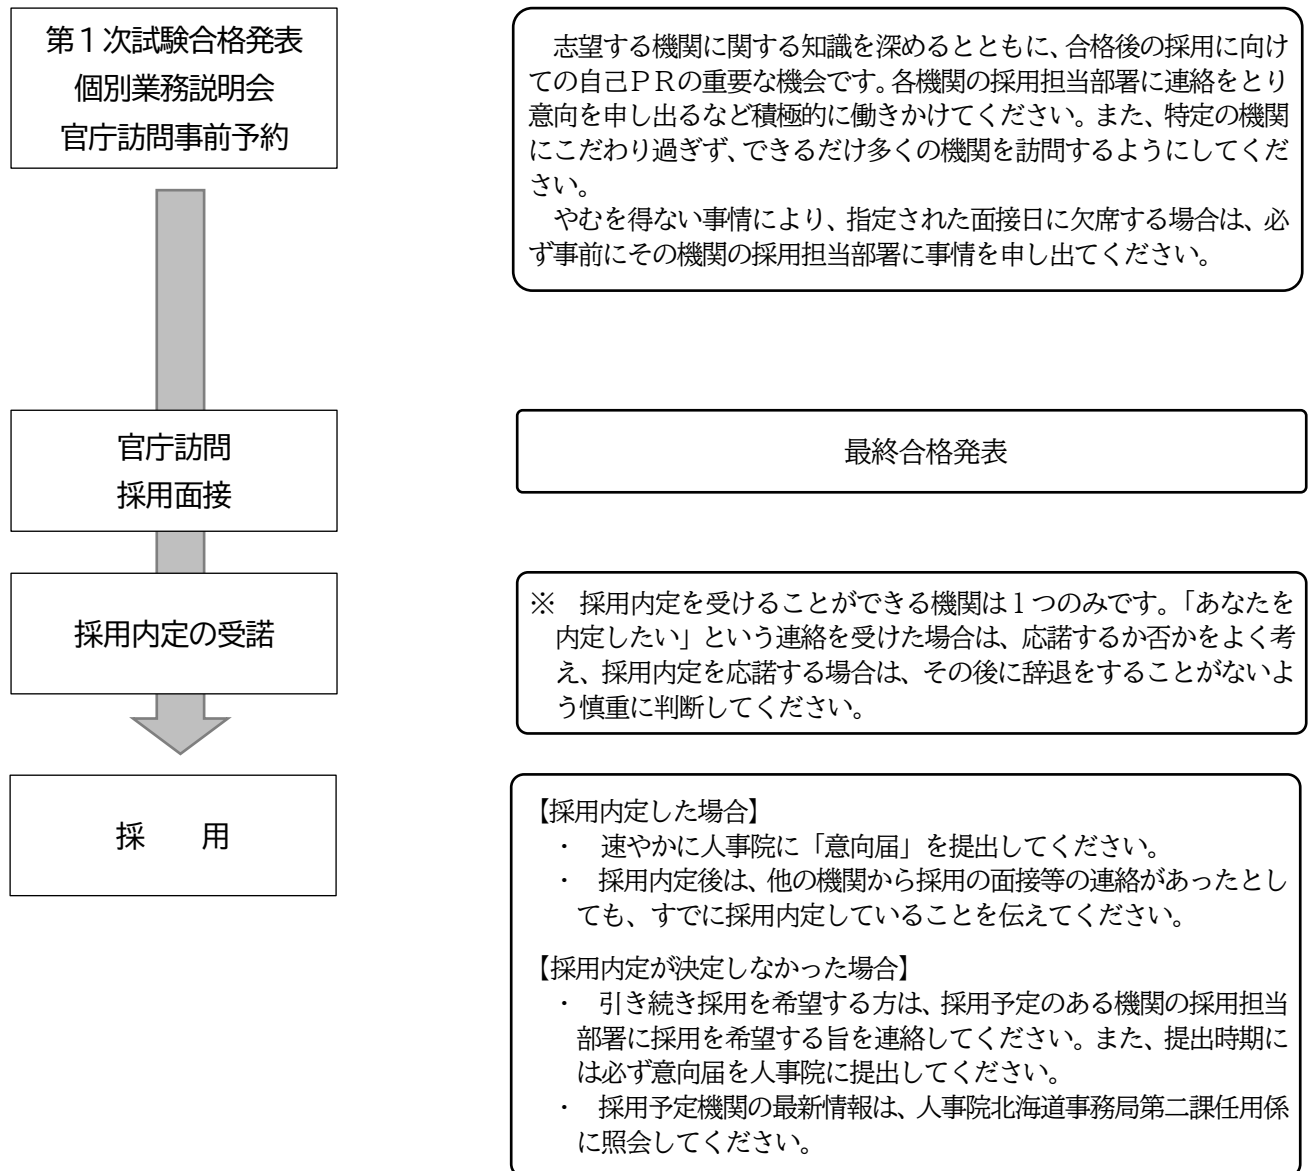 第１次試験合格発表
個別業務説明会
官庁訪問事前予約
志望する機関に関する知識を深めるとともに、合格後の採用に向け
ての自己ＰＲの重要な機会です。各機関の採用担当部署に連絡をとり
意向を申し出るなど積極的に働きかけてください。また、特定の機関
にこだわり過ぎず、できるだけ多くの機関を訪問するようにしてくだ
さい。
やむを得ない事情により、指定された面接日に欠席する場合は、必
ず事前にその機関の採用担当部署に事情を申し出てください。
官庁訪問
採用面接
最終合格発表
採用内定の受諾
※　採用内定を受けることができる機関は１つのみです。「あなたを
内定したい」という連絡を受けた場合は、応諾するか否かをよく考
え、採用内定を応諾する場合は、その後に辞退をすることがないよ
う慎重に判断してください。
採　　用
【採用内定した場合】
・　速やかに人事院に「意向届」を提出してください。
・　採用内定後は、他の機関から採用の面接等の連絡があったとし
ても、すでに採用内定していることを伝えてください。
【採用内定が決定しなかった場合】
・　引き続き採用を希望する方は、採用予定のある機関の採用担当
部署に採用を希望する旨を連絡してください。また、提出時期に
は必ず意向届を人事院に提出してください。
・　採用予定機関の最新情報は、人事院北海道事務局第二課任用係
に照会してください。